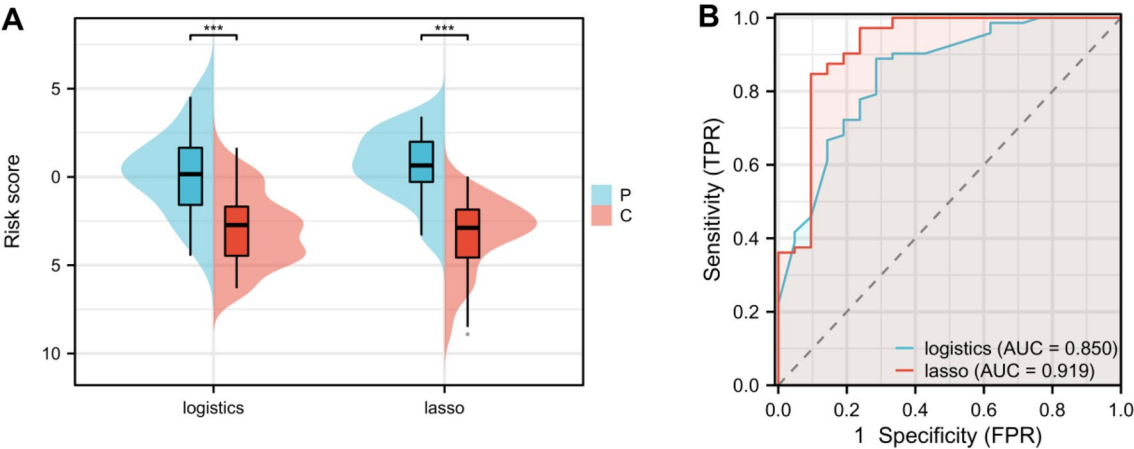 A
***
***
5
0
5
10
Risk score
logistics
lasso
P
C
B
1.0
0.8
0.6
0.4
0.2
0.0
Sensitivity (TPR)
logistics (AUC = 0.850)
lasso (AUC = 0.919)
0.0 0.2 0.4 0.6 0.8 1.0
1 Specificity (FPR)